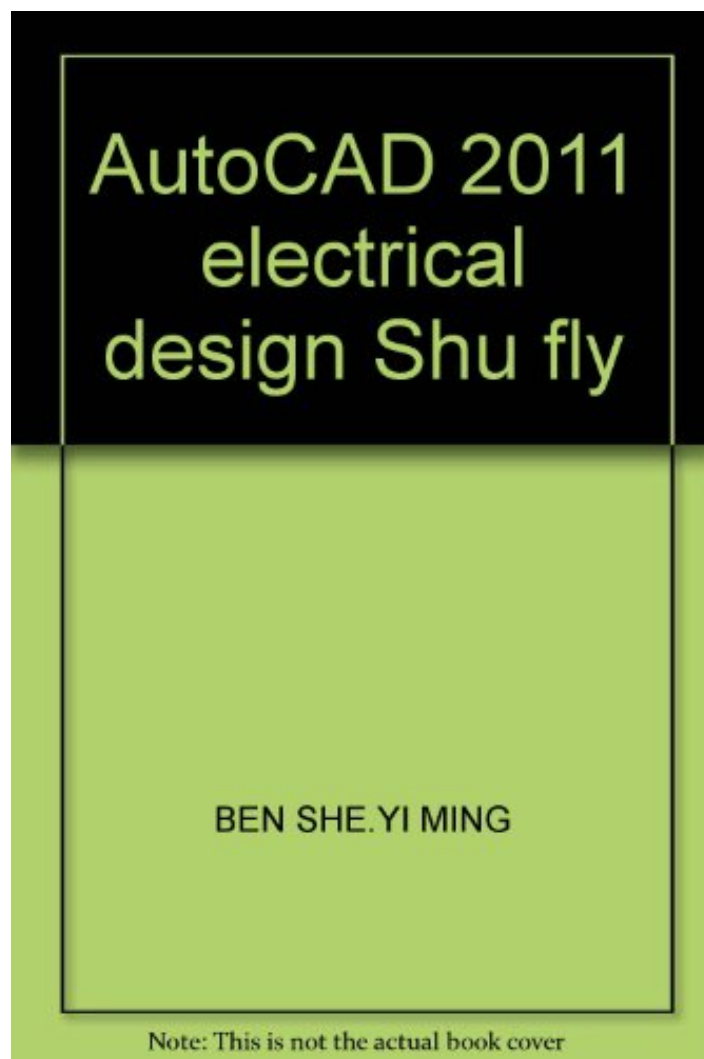 AutoCAD 2011
electrical
design Shu fly
BEN SHE.YI MING
Note: This is not the actual book cover